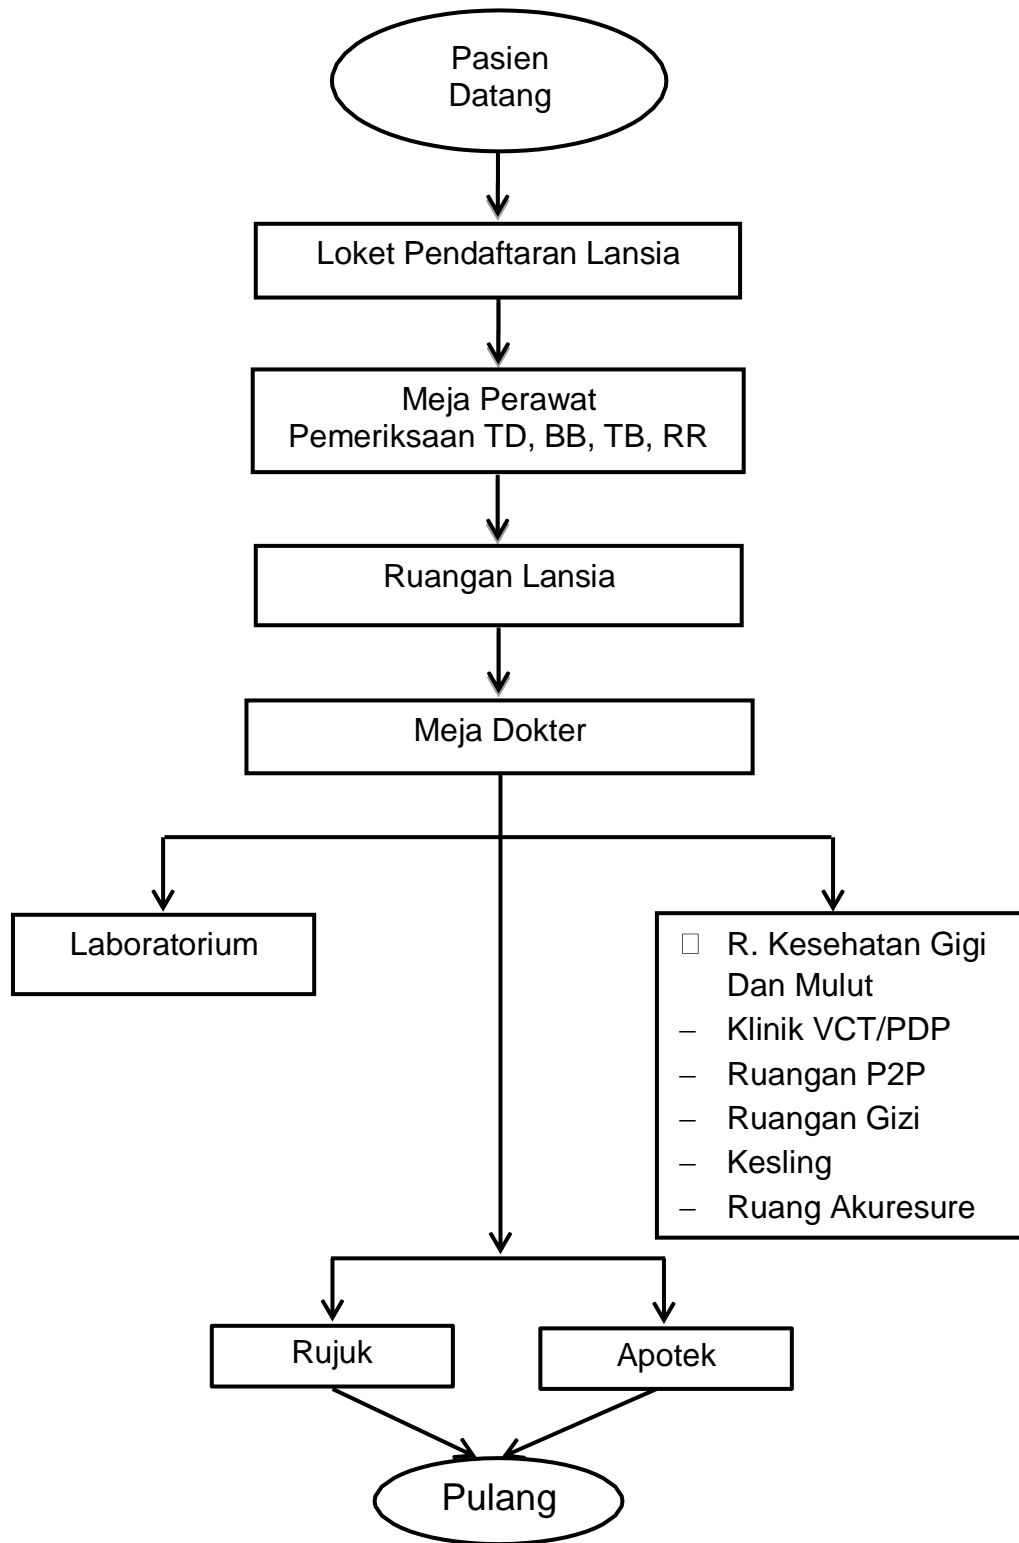 Pasien
Datang
Loket Pendaftaran Lansia
Meja Perawat
Pemeriksaan TD, BB, TB, RR
Ruangan Lansia
Meja Dokter
Laboratorium
□ R. Kesehatan Gigi
Dan Mulut
– Klinik VCT/PDP
– Ruangan P2P
– Ruangan Gizi
– Kesling
– Ruang Akuresure
Rujuk
Apotek
Pulang